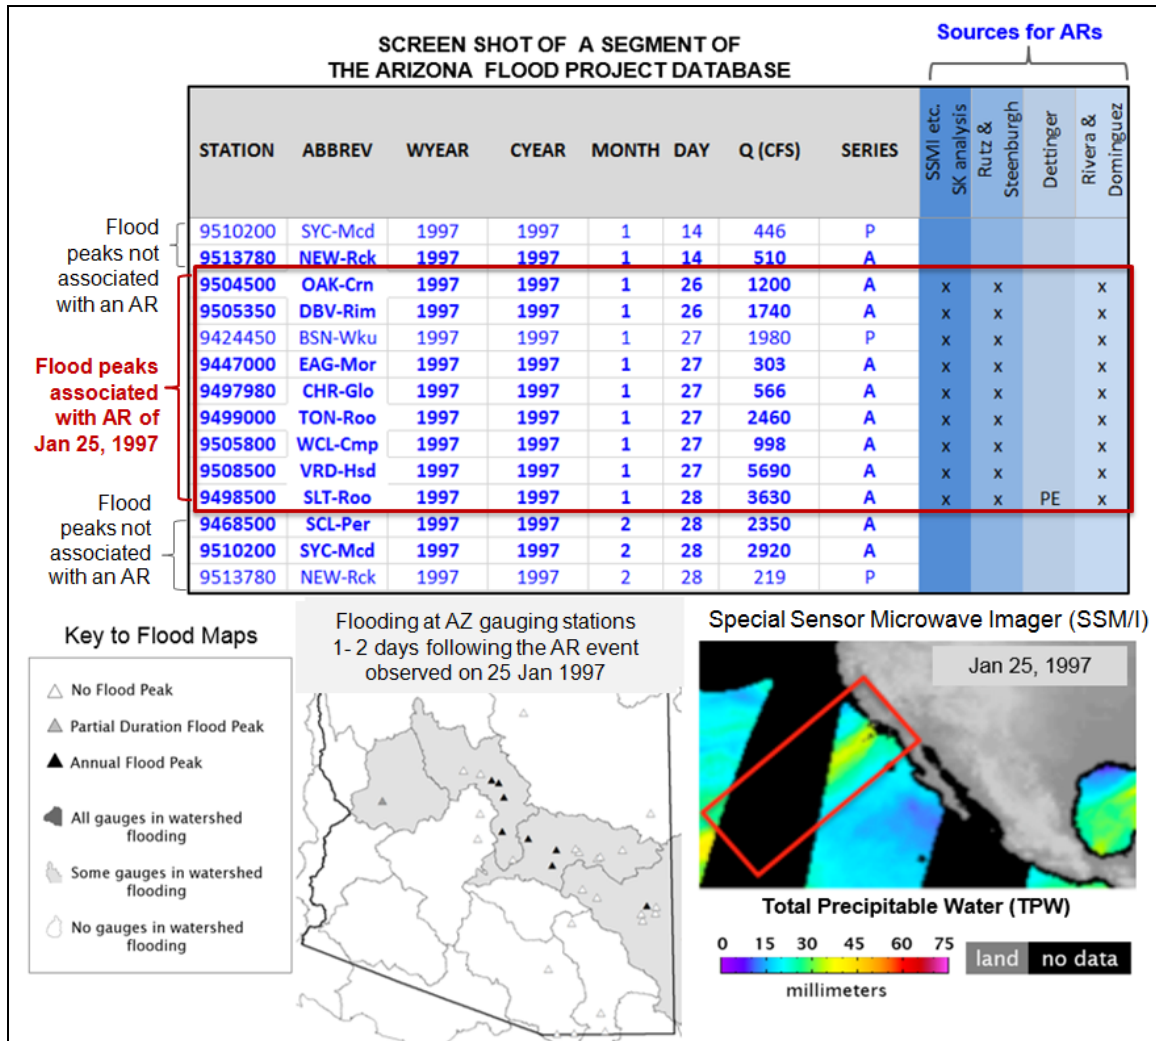 SCREEN SHOT OF A SEGMENT OF
THE ARIZONA FLOOD PROJECT DATABASE
Sources for ARs
STATION ABBREV WYEAR CYEAR MONTH DAY Q (CFS) SERIES
SSMI etc.
SK analysis
Rutz &
Steenburgh
Dettinger
Rivera &
Dominguez
Flood
peaks not
associated
with an AR
9510200 SYC-Mcd 1997 1997 1 14 446 P
9513780 NEW-Rck 1997 1997 1 14 510 A
Flood peaks
associated
with AR of
Jan 25, 1997
9504500 OAK-Crn 1997 1997 1 26 1200 A x x x
9505350 DBV-Rim 1997 1997 1 26 1740 A x x x
9424450 BSN-Wku 1997 1997 1 27 1980 P x x x
9447000 EAG-Mor 1997 1997 1 27 303 A x x x
9497980 CHR-Glo 1997 1997 1 27 566 A x x x
9499000 TON-Roo 1997 1997 1 27 2460 A x x x
9505800 WCL-Cmp 1997 1997 1 27 998 A x x x
9508500 VRD-Hsd 1997 1997 1 27 5690 A x x x
9498500 SLT-Roo 1997 1997 1 28 3630 A x x PE x
Flood
peaks not
associated
with an AR
9468500 SCL-Per 1997 1997 2 28 2350 A
9510200 SYC-Mcd 1997 1997 2 28 2920 A
9513780 NEW-Rck 1997 1997 2 28 219 P
Key to Flood Maps
No Flood Peak
Partial Duration Flood Peak
Annual Flood Peak
All gauges in watershed
flooding
Some gauges in watershed
flooding
No gauges in watershed
flooding
Flooding at AZ gauging stations
1- 2 days following the AR event
observed on 25 Jan 1997
Special Sensor Microwave Imager (SSM/I)
Jan 25, 1997
Total Precipitable Water (TPW)
0 15 30 45 60 75
millimeters
land no data